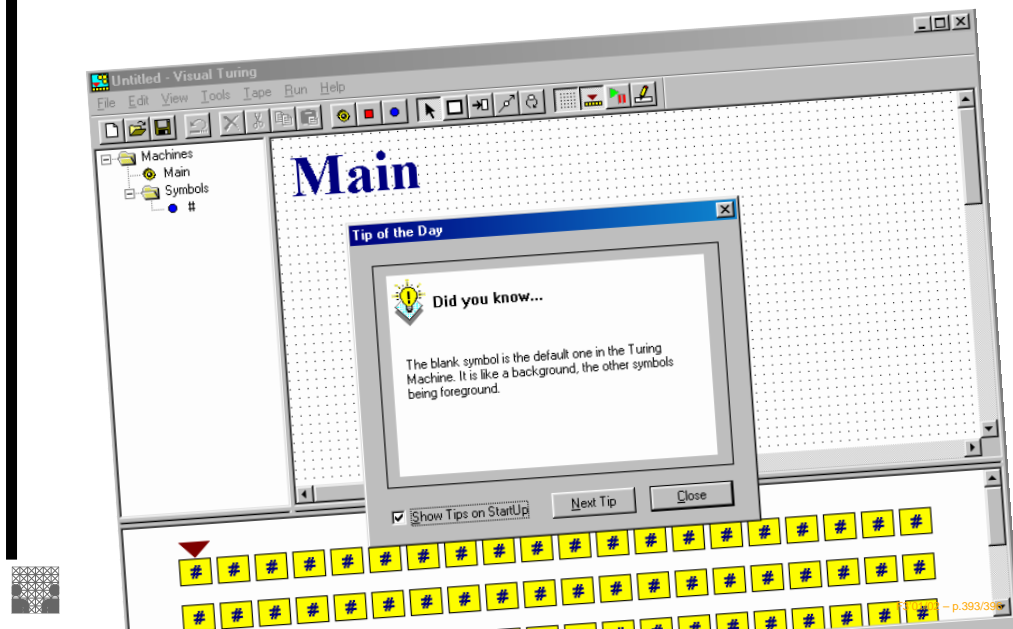 Untitled - Visual Turing
File Edit View Tools Tape Run Help
Machines
Main
Symbols
#
Main
Tip of the Day
Did you know...
The blank symbol is the default one in the Turing
Machine. It is like a background, the other symbols
being foreground.
Show Tips on StartUp
Next Tip
Close
# # # # # # # # # # # # # # # # # # # #
# # # # # # # # # # # # # # # # # # # #
# # # # # # # # #
– p.393/395